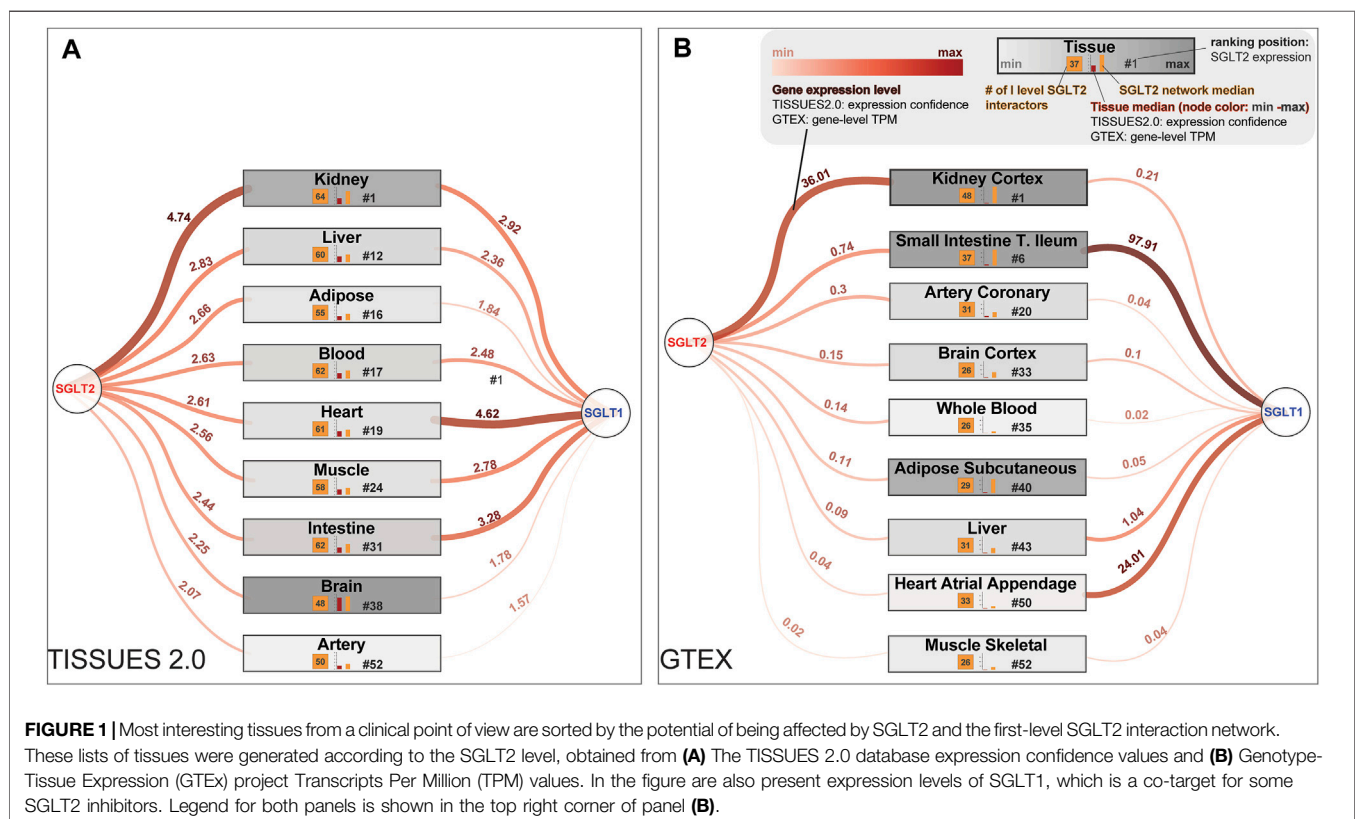 A
Kidney
64 #1
Liver
60 #12
Adipose
55 #16
Blood
62 #17
Heart
61 #19
Muscle
58 #24
Intestine
62 #31
Brain
48 #38
Artery
50 #52
SGLT2
4.74
2.83
2.66
2.63
2.61
2.56
2.44
2.25
2.07
SGLT1
2.92
2.36
1.84
2.48
#1
4.62
2.78
3.28
1.78
1.57
TISSUES 2.0
B
min max
Gene expression level
TISSUES2.0: expression confidence
GTEX: gene-level TPM
Tissue
min 37 #1 max
ranking position:
SGLT2 expression
# of I level SGLT2
interactors
SGLT2 network median
Tissue median (node color: min -max)
TISSUES2.0: expression confidence
GTEX: gene-level TPM
Kidney Cortex
48 #1
Small Intestine T. Ileum
37 #6
Artery Coronary
31 #20
Brain Cortex
26 #33
Whole Blood
26 #35
Adipose Subcutaneous
29 #40
Liver
31 #43
Heart Atrial Appendage
33 #50
Muscle Skeletal
26 #52
SGLT2
36.01
0.74
0.3
0.15
0.14
0.11
0.09
0.04
0.02
SGLT1
0.21
97.91
0.04
0.1
0.02
0.05
1.04
24.01
0.04
GTEX
FIGURE 1 | Most interesting tissues from a clinical point of view are sorted by the potential of being affected by SGLT2 and the first-level SGLT2 interaction network.
These lists of tissues were generated according to the SGLT2 level, obtained from (A) The TISSUES 2.0 database expression confidence values and (B) Genotype-
Tissue Expression (GTEx) project Transcripts Per Million (TPM) values. In the figure are also present expression levels of SGLT1, which is a co-target for some
SGLT2 inhibitors. Legend for both panels is shown in the top right corner of panel (B).